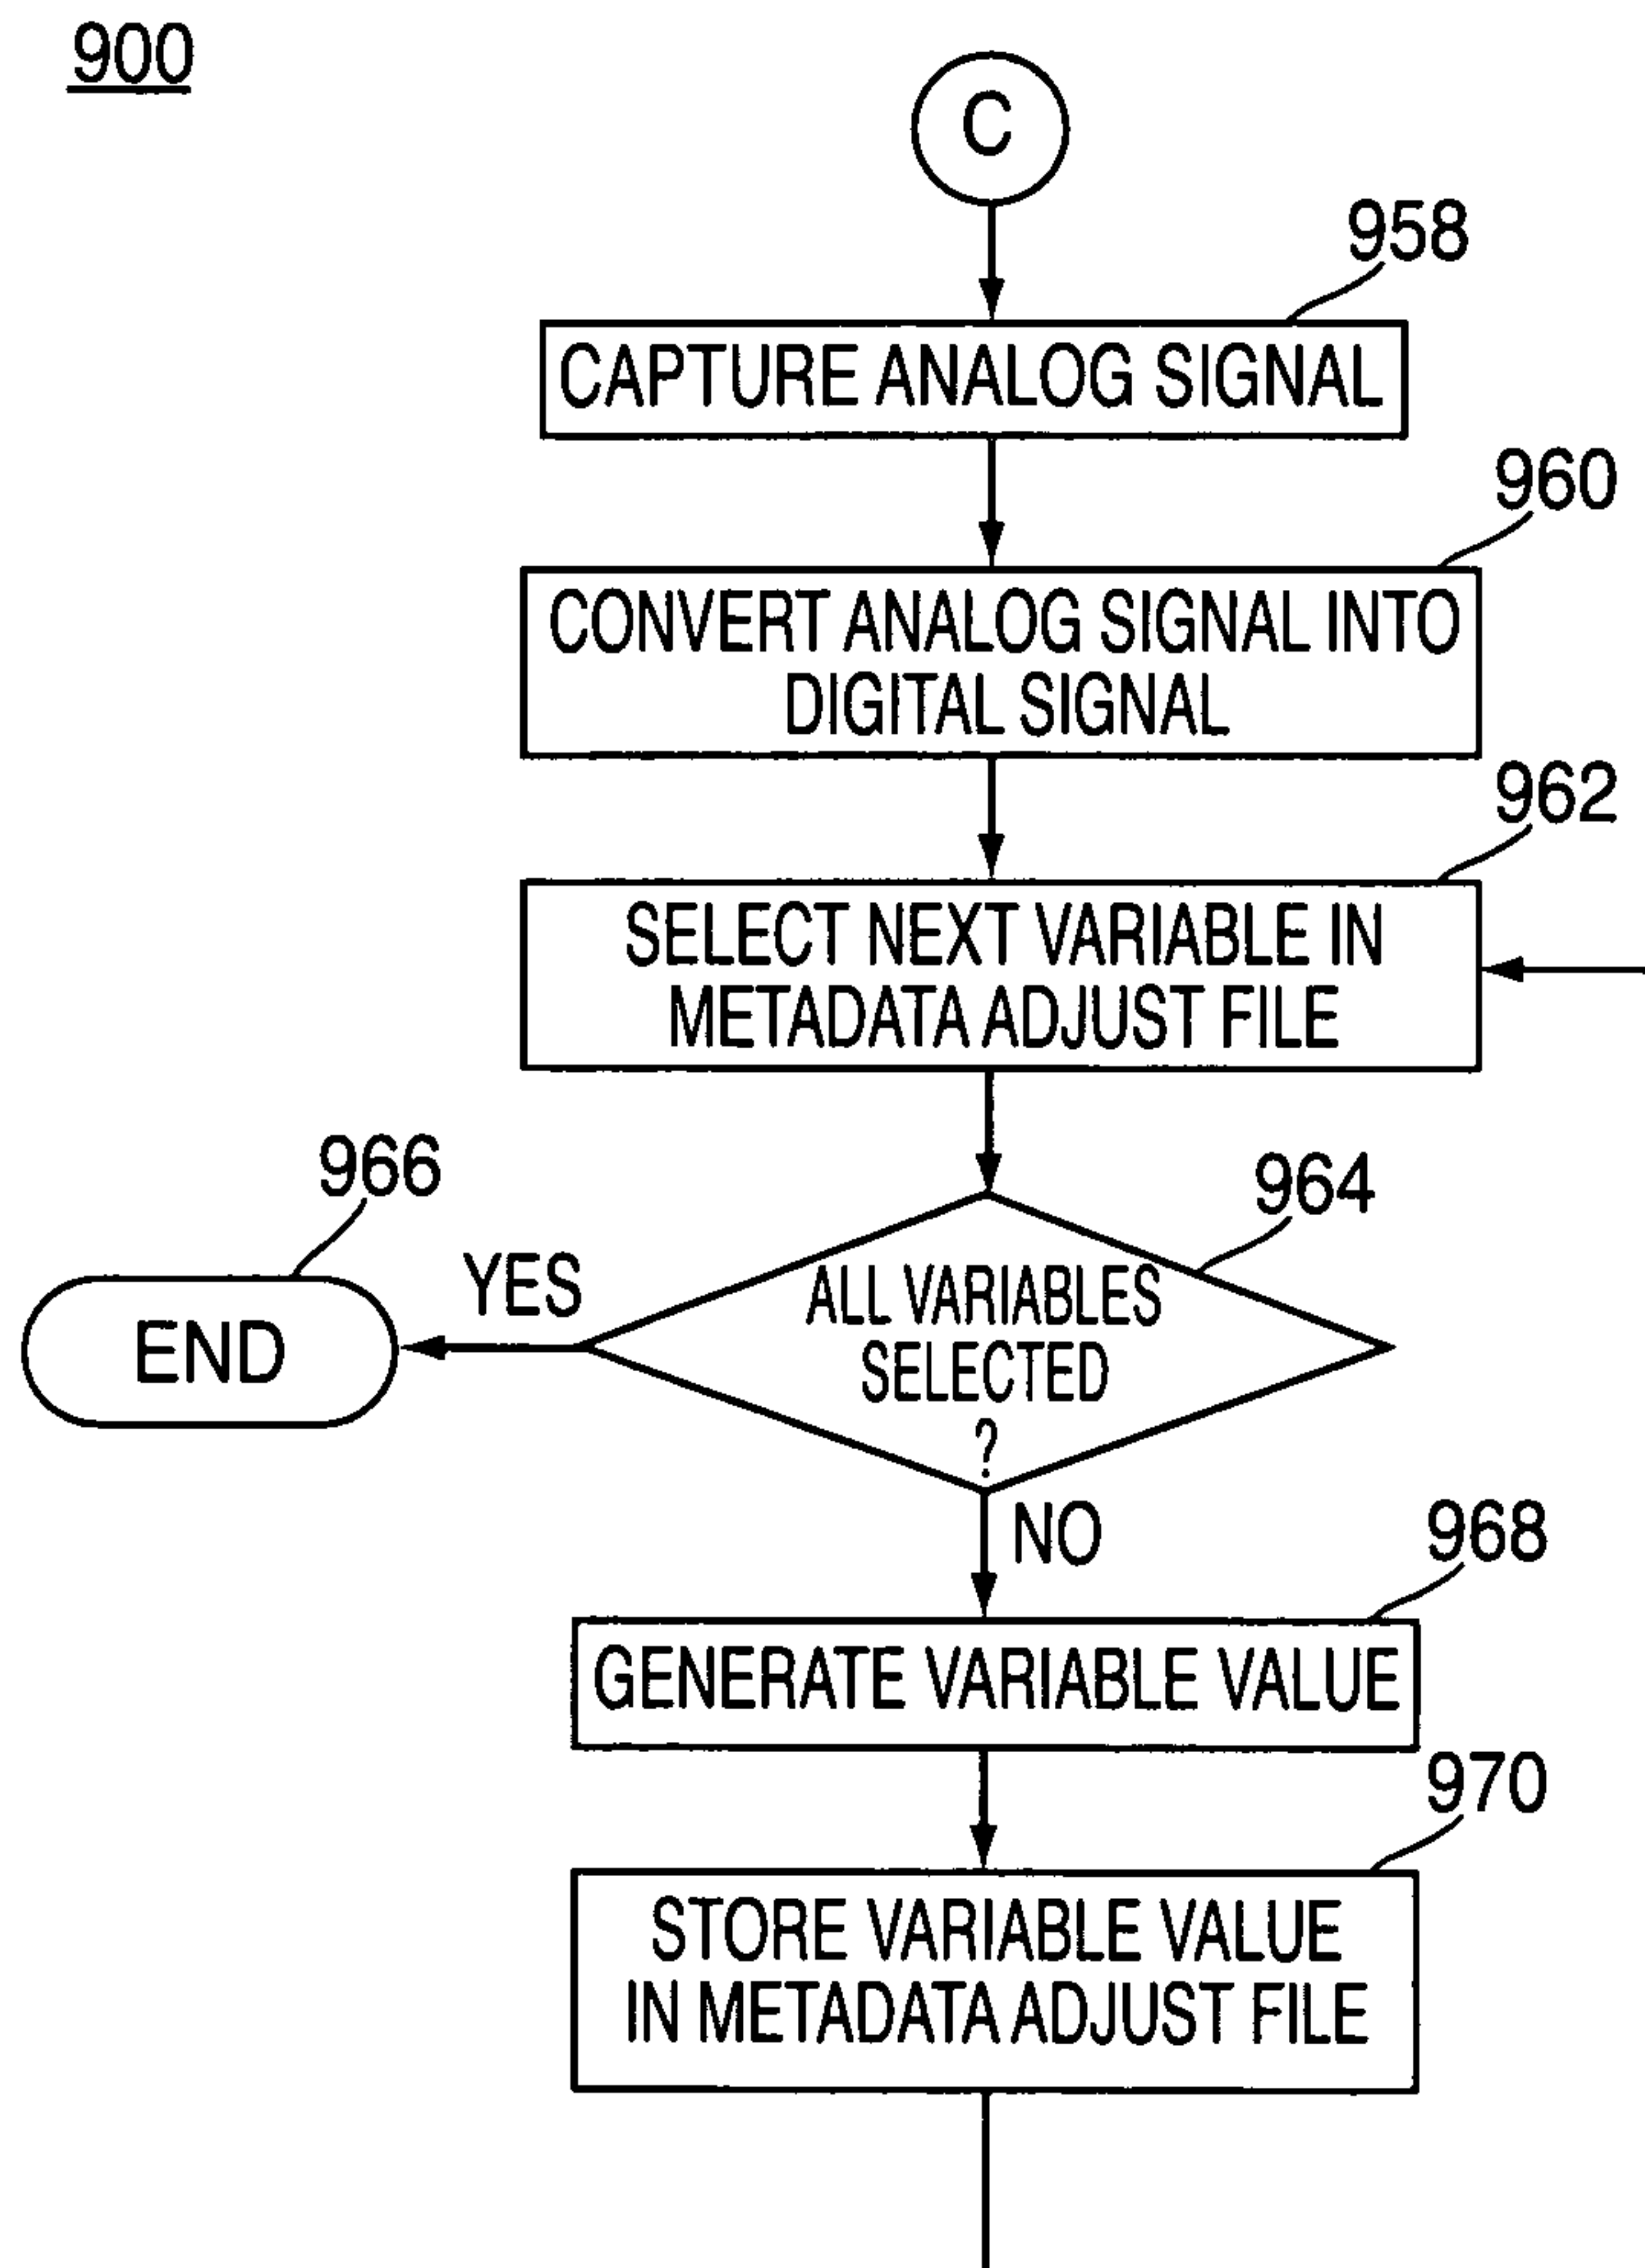 900
C
958
CAPTURE ANALOG SIGNAL
960
CONVERT ANALOG SIGNAL INTO
DIGITAL SIGNAL
962
SELECT NEXT VARIABLE IN
METADATA ADJUST FILE
966
964
YES
ALL VARIABLES
SELECTED
?
END
NO
968
GENERATE VARIABLE VALUE
970
STORE VARIABLE VALUE
IN METADATA ADJUST FILE